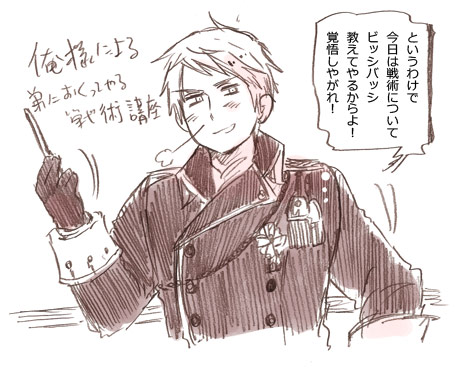 というわけで
今日は戦術について
ビッシバッシ
教えてやるからよ！
覚悟しやがれ！
俺様による
弟におくってやる
戦術講座